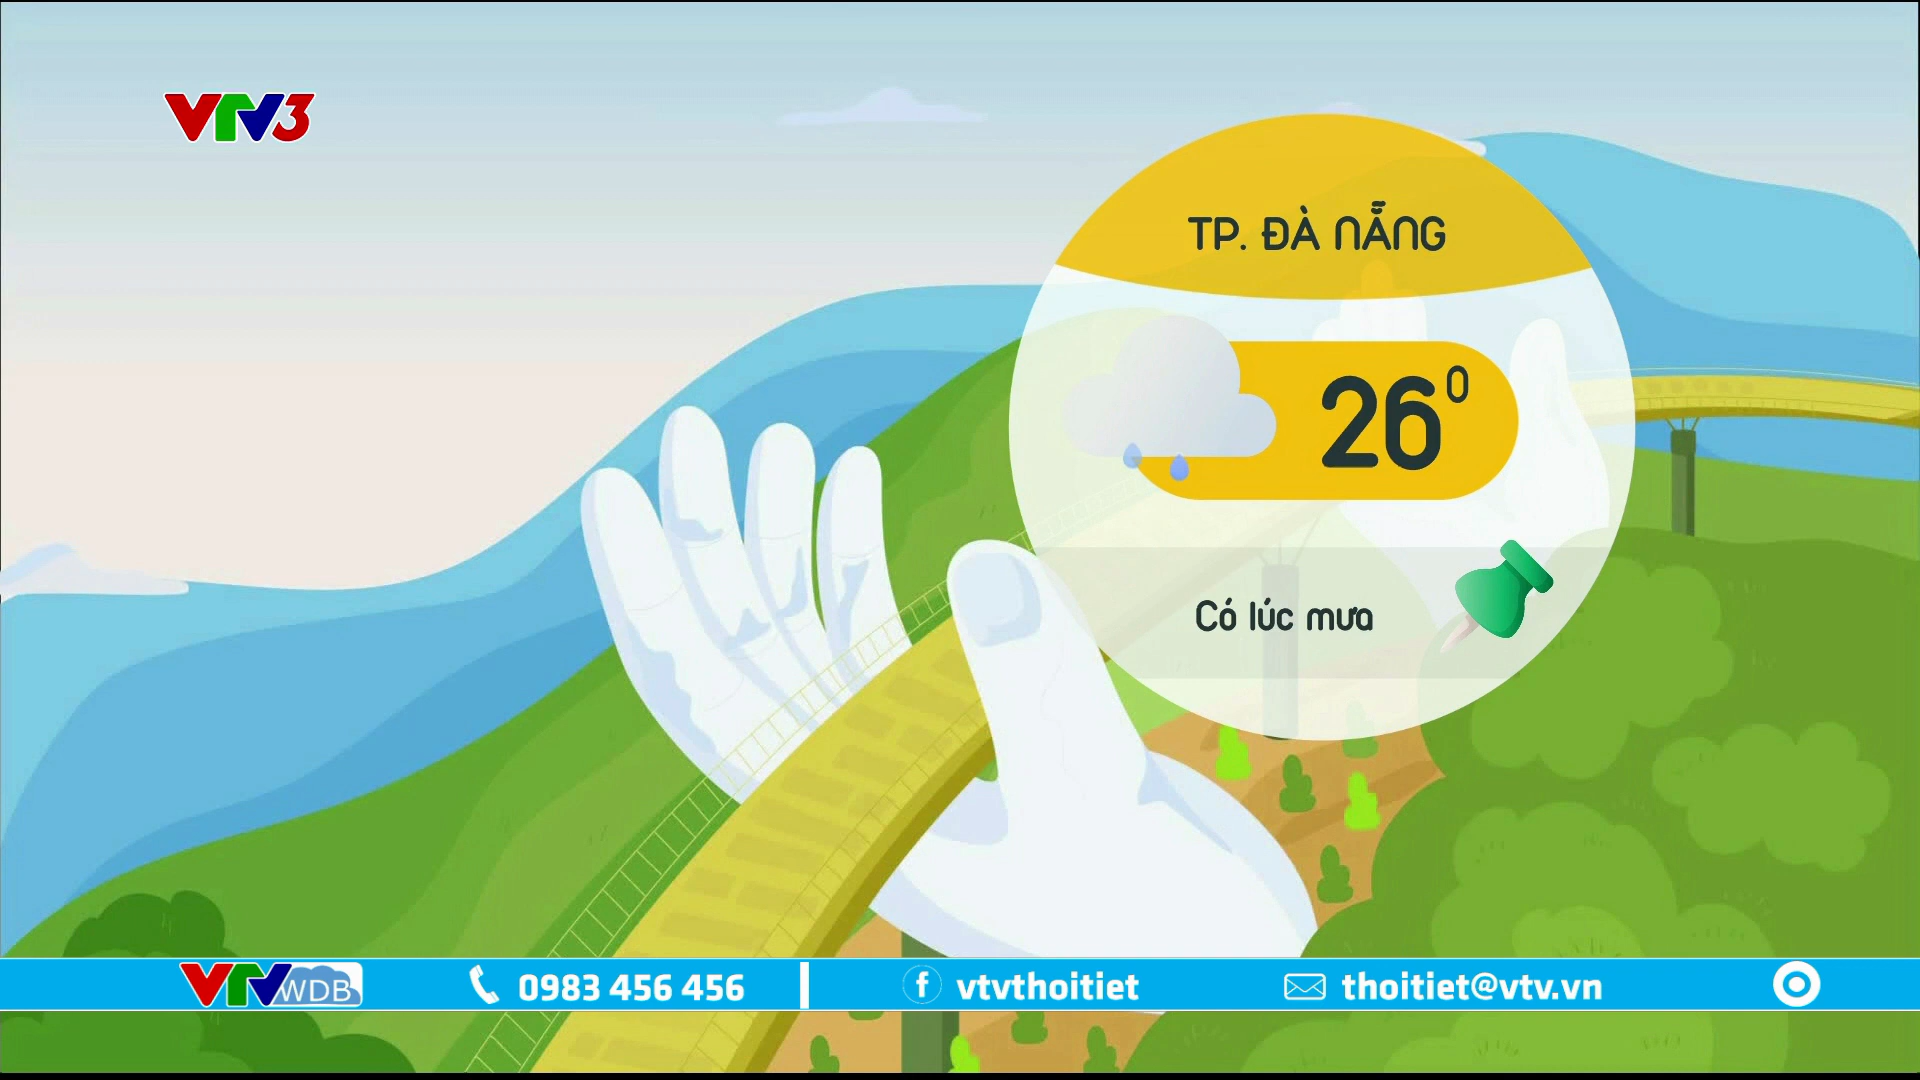 VTV3
TP. ĐÀ NẴNG
26⁰
Có lúc mưa
VTV WDB 0983 456 456 vtvthoitiet thoitiet@vtv.vn